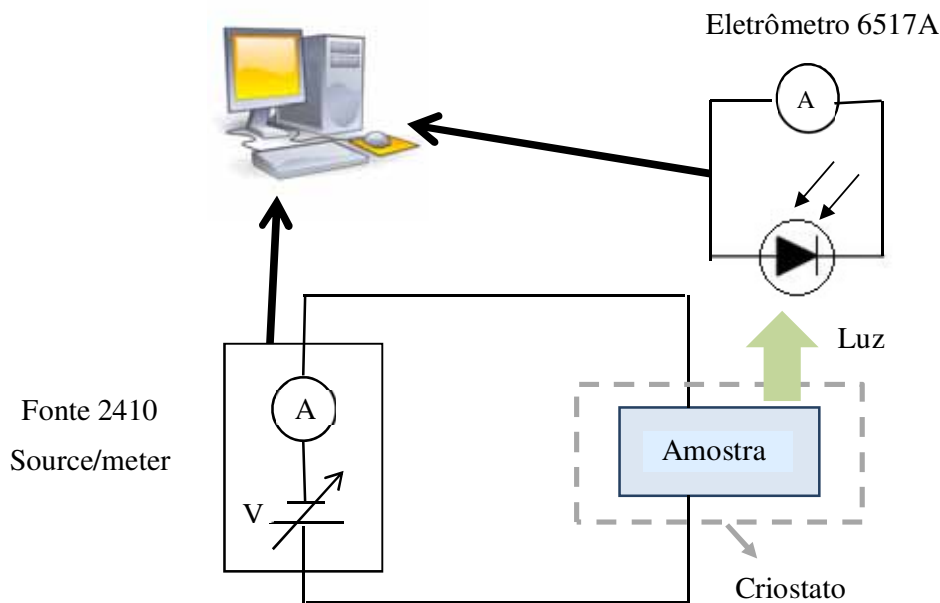 Eletrômetro 6517A
A
Luz
Fonte 2410
Source/meter
A
V
Amostra
Criostato